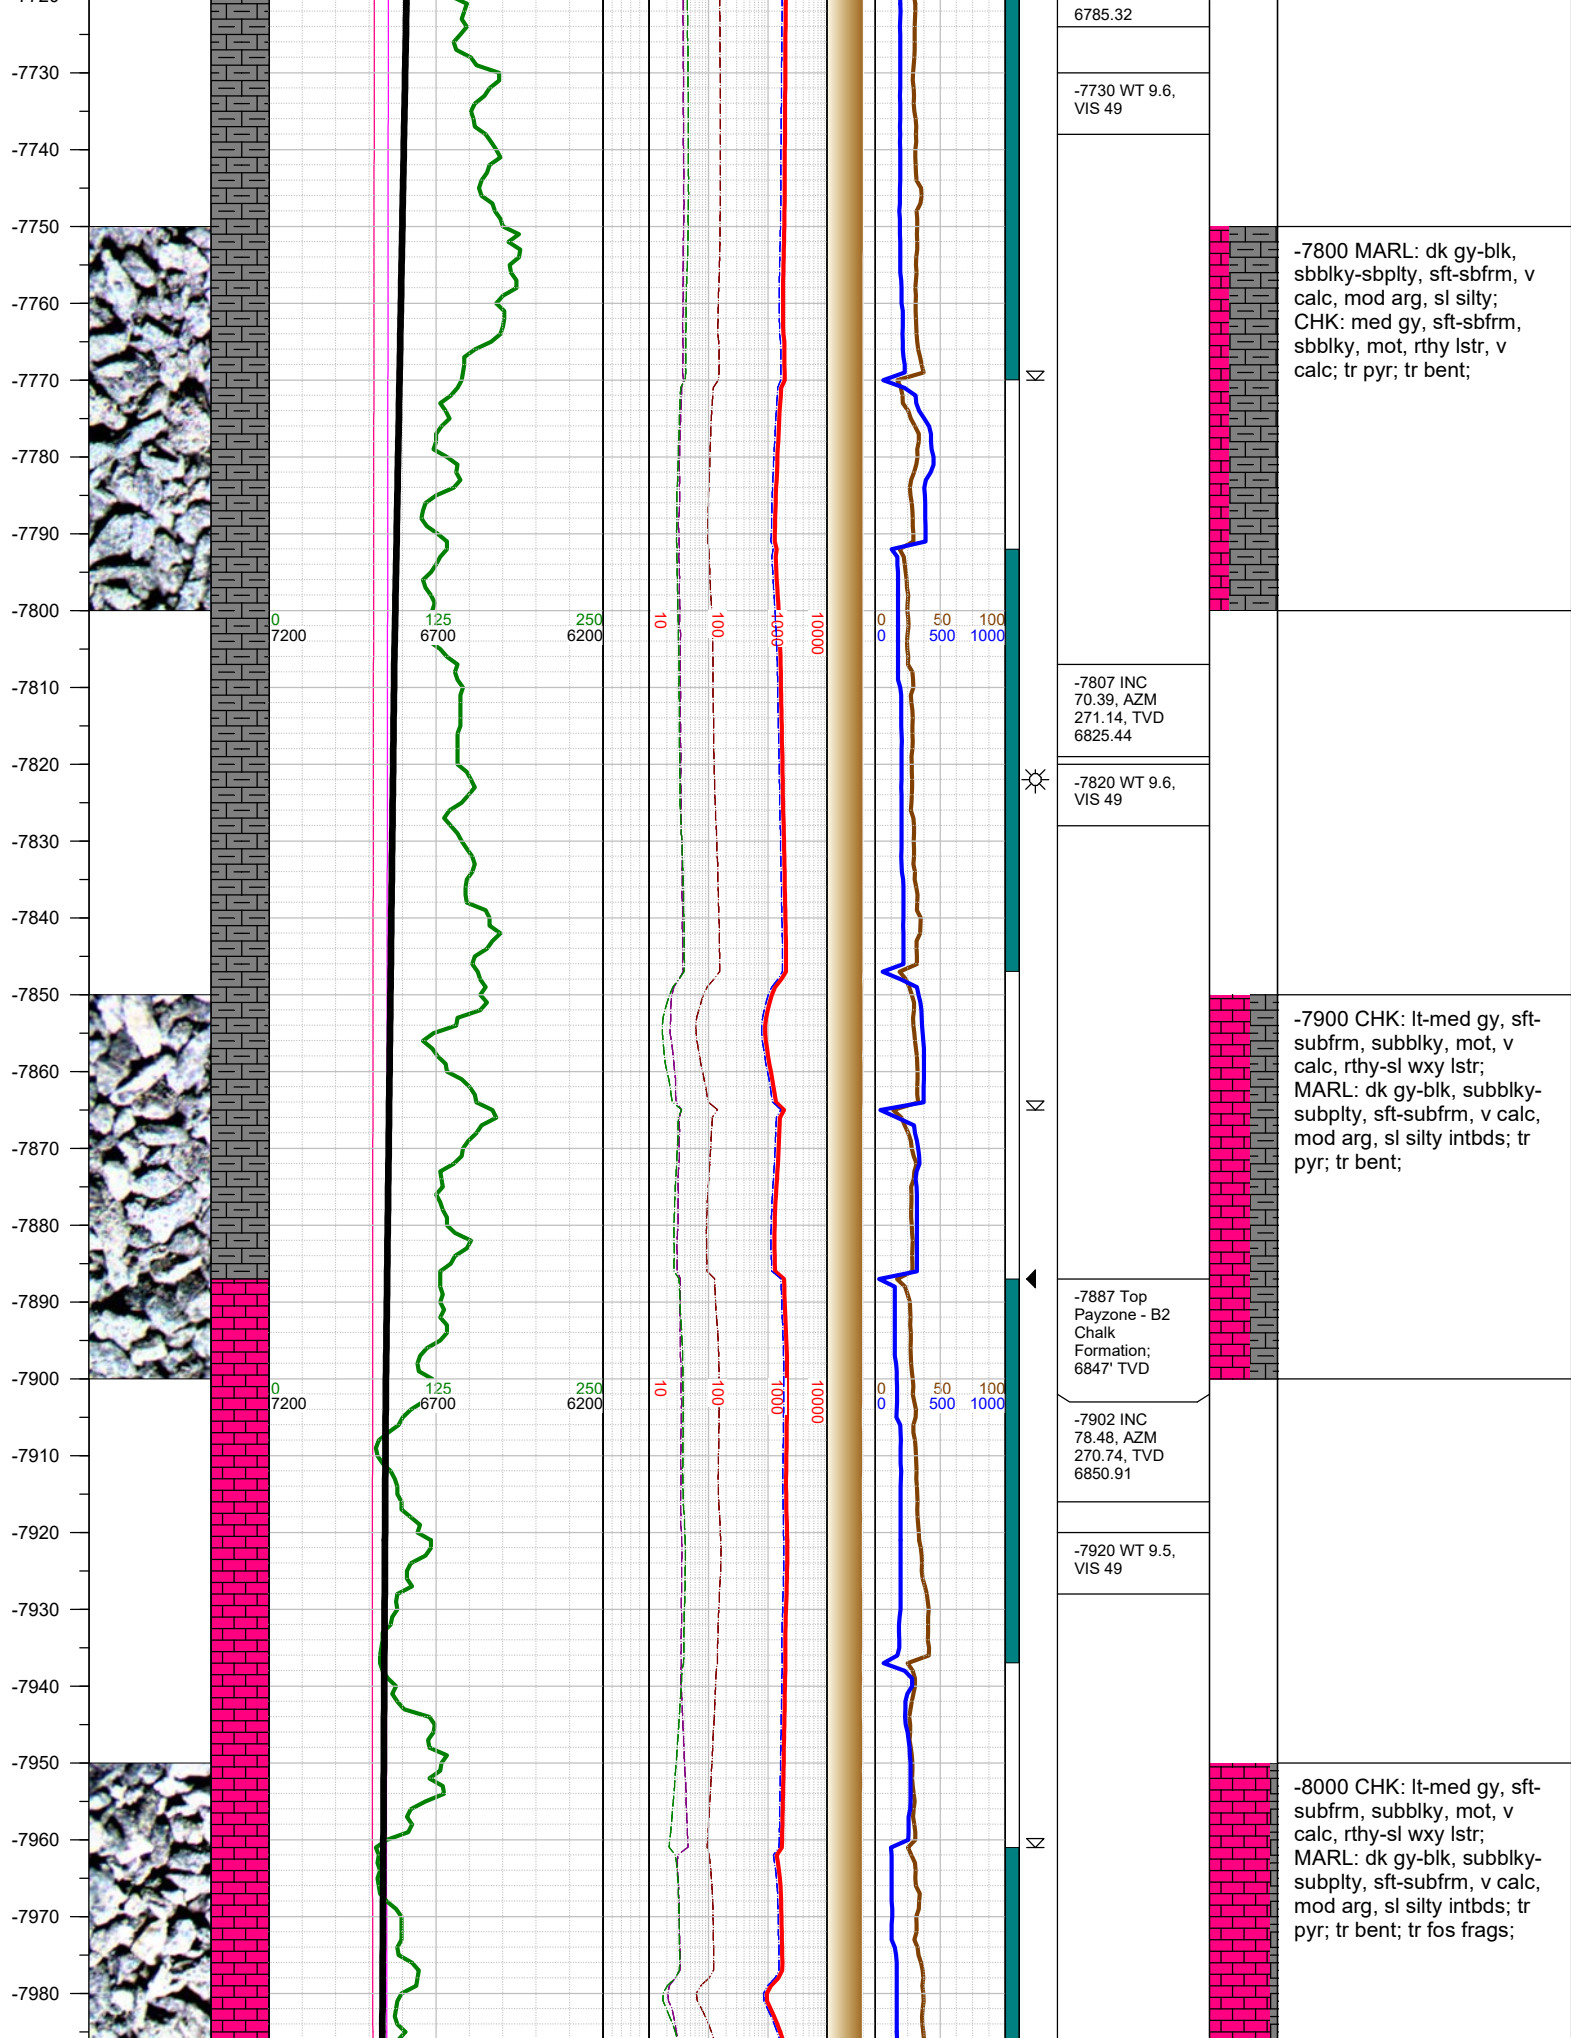 7720
6785.32
-7730
-7730 WT 9.6,
VIS 49
-7740
-7750
-7800 MARL: dk gy-blk,
sbblky-sbplty, sft-sbfrm, v
calc, mod arg, sl silty;
CHK: med gy, sft-sbfrm,
sbblky, mot, rthy lstr, v
calc; tr pyr; tr bent;
-7760
-7770
-7780
-7790
-7800
0 125 250
7200 6700 6200
10 100 1000 10000
0 50 100
0 500 1000
-7810
-7807 INC
70.39, AZM
271.14, TVD
6825.44
-7820
-7820 WT 9.6,
VIS 49
-7830
-7840
-7850
-7900 CHK: lt-med gy, sft-
subfrm, subblky, mot, v
calc, rthy-sl wxy lstr;
MARL: dk gy-blk, subblky-
subplty, sft-subfrm, v calc,
mod arg, sl silty intbds; tr
pyr; tr bent;
-7860
-7870
-7880
-7890
-7887 Top
Payzone - B2
Chalk
Formation;
6847' TVD
-7900
0 125 250
7200 6700 6200
10 100 1000 10000
0 50 100
0 500 1000
-7902 INC
78.48, AZM
270.74, TVD
6850.91
-7910
-7920
-7920 WT 9.5,
VIS 49
-7930
-7940
-7950
-8000 CHK: lt-med gy, sft-
subfrm, subblky, mot, v
calc, rthy-sl wxy lstr;
MARL: dk gy-blk, subblky-
subplty, sft-subfrm, v calc,
mod arg, sl silty intbds; tr
pyr; tr bent; tr fos frags;
-7960
-7970
-7980